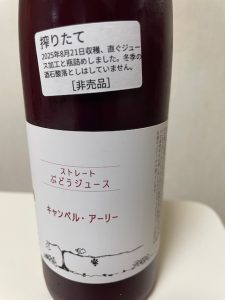 搾りたて
2025年8月21日収穫、直ぐジュー
ス加工と瓶詰めしました。冬季の
酒石酸落としはしていません。
［非売品］
ストレート
ぶどうジュース
キャンベル・アーリー